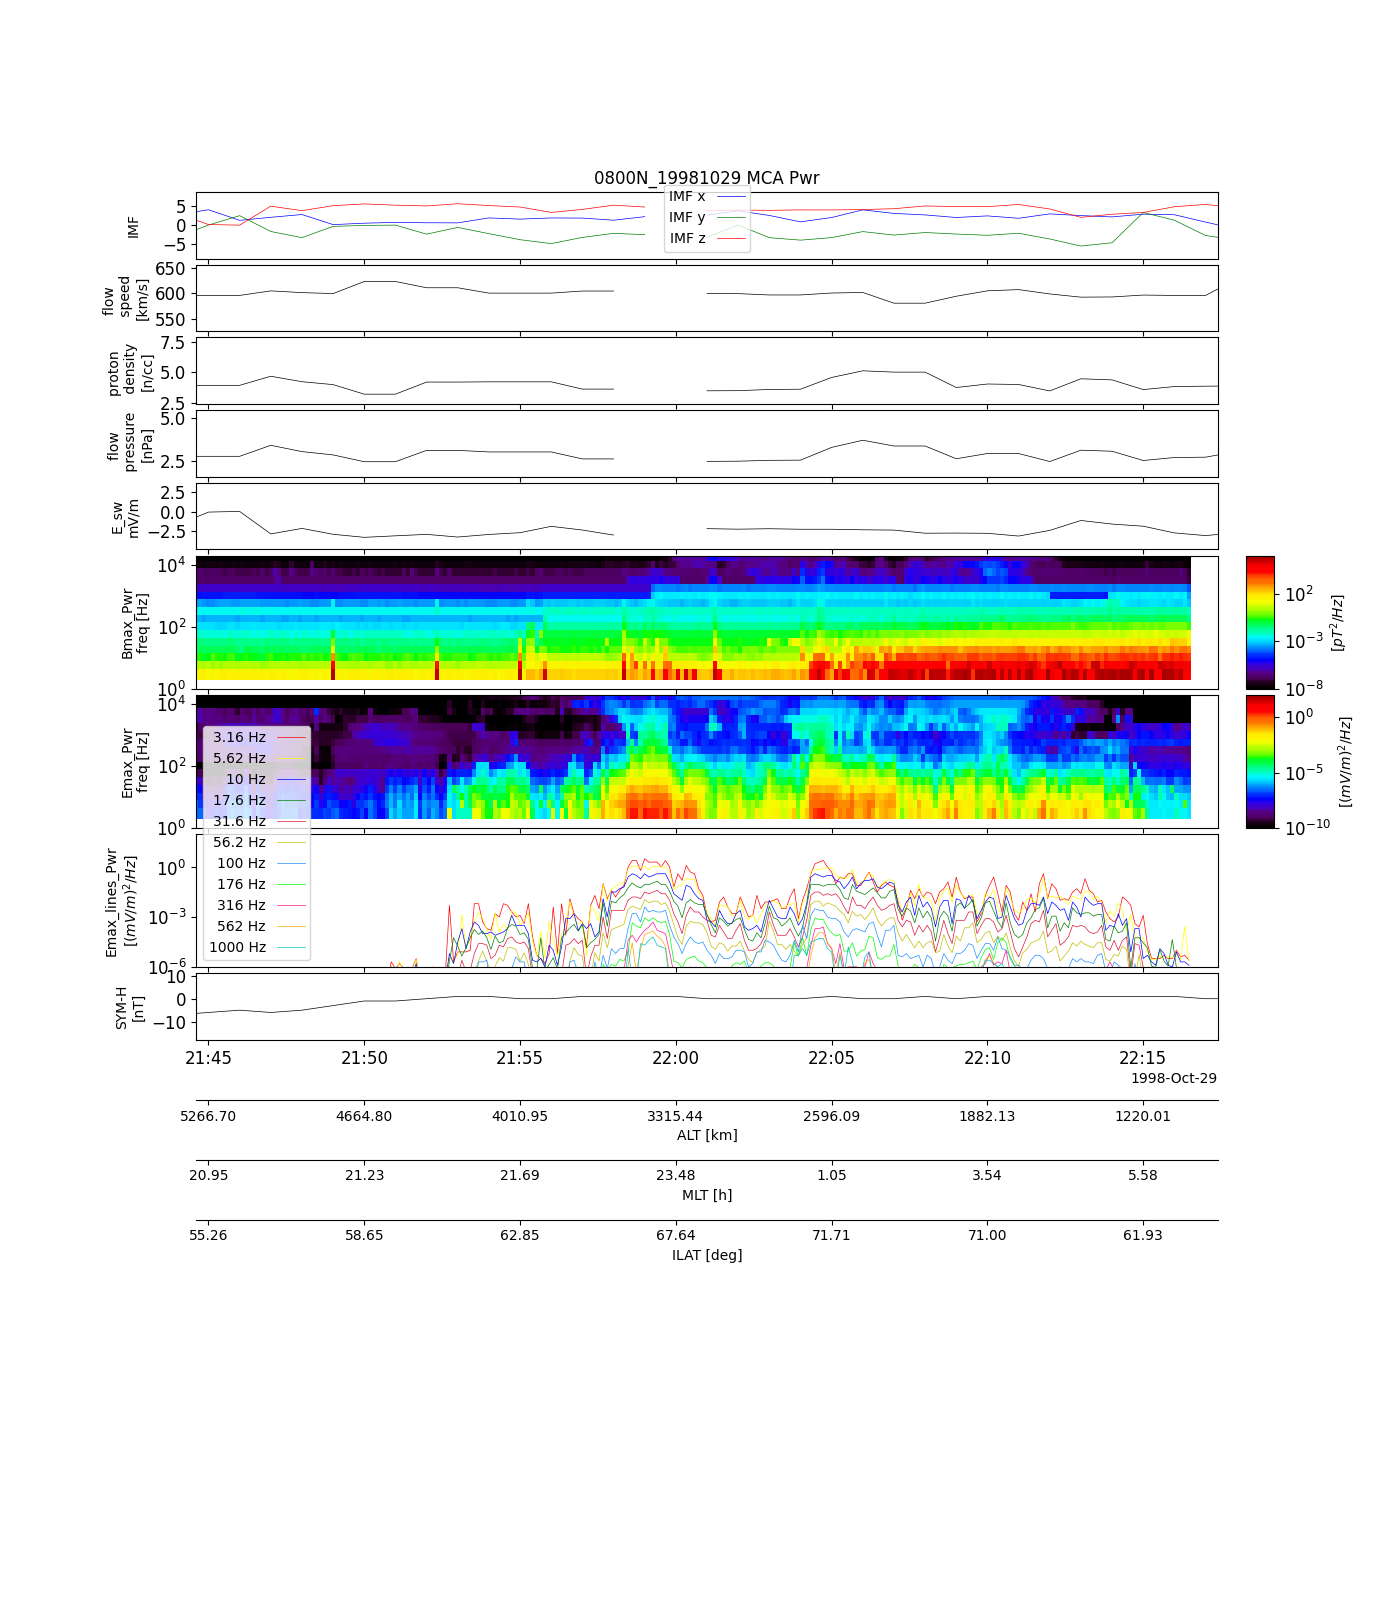 0800N_19981029 MCA Pwr
IMF
5
0
−5
IMF x
IMF y
IMF z
flow
speed
[km/s]
650
600
550
proton
density
[n/cc]
7.5
5.0
2.5
flow
pressure
[nPa]
5.0
2.5
E_sw
mV/m
2.5
0.0
−2.5
Bmax_Pwr
freq [Hz]
10^4
10^2
10^0
10^2
10^−3
10^−8
[pT^2/Hz]
Emax_Pwr
freq [Hz]
10^4
10^2
10^0
10^0
10^−5
10^−10
[(mV/m)^2/Hz]
3.16 Hz
5.62 Hz
10 Hz
17.6 Hz
31.6 Hz
56.2 Hz
100 Hz
176 Hz
316 Hz
562 Hz
1000 Hz
Emax_lines_Pwr
[(mV/m)^2/Hz]
10^0
10^−3
10^−6
SYM-H
[nT]
10
0
−10
21:45 21:50 21:55 22:00 22:05 22:10 22:15
1998-Oct-29
5266.70 4664.80 4010.95 3315.44 2596.09 1882.13 1220.01
ALT [km]
20.95 21.23 21.69 23.48 1.05 3.54 5.58
MLT [h]
55.26 58.65 62.85 67.64 71.71 71.00 61.93
ILAT [deg]